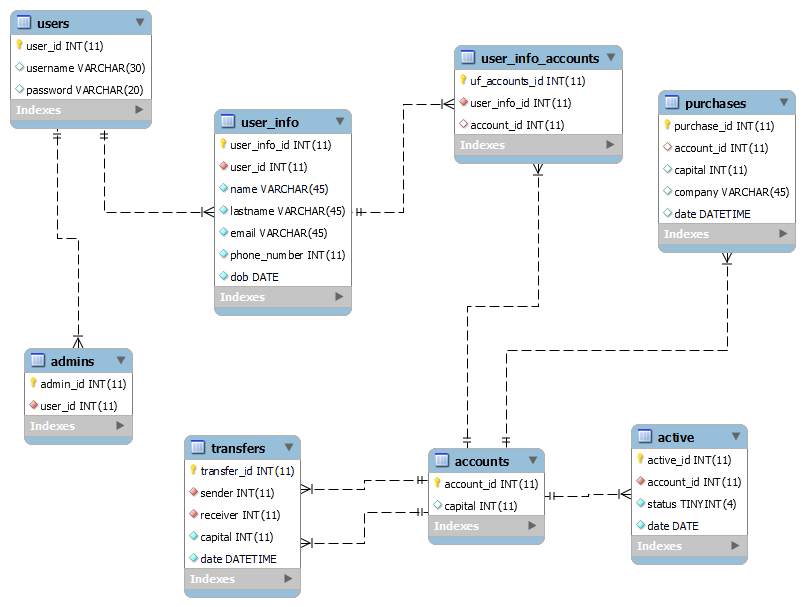 users
user_id INT(11)
username VARCHAR(30)
password VARCHAR(20)
Indexes
user_info
user_info_id INT(11)
user_id INT(11)
name VARCHAR(45)
lastname VARCHAR(45)
email VARCHAR(45)
phone_number INT(11)
dob DATE
Indexes
user_info_accounts
uf_accounts_id INT(11)
user_info_id INT(11)
account_id INT(11)
Indexes
purchases
purchase_id INT(11)
account_id INT(11)
capital INT(11)
company VARCHAR(45)
date DATETIME
Indexes
admins
admin_id INT(11)
user_id INT(11)
Indexes
transfers
transfer_id INT(11)
sender INT(11)
receiver INT(11)
capital INT(11)
date DATETIME
Indexes
accounts
account_id INT(11)
capital INT(11)
Indexes
active
active_id INT(11)
account_id INT(11)
status TINYINT(4)
date DATE
Indexes